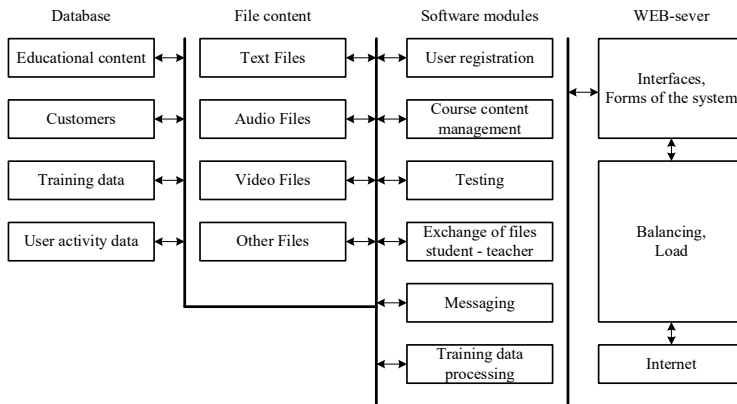 Database
Educational content
Customers
Training data
User activity data
File content
Text Files
Audio Files
Video Files
Other Files
Software modules
User registration
Course content
management
Testing
Exchange of files
student - teacher
Messaging
Training data
processing
WEB-sever
Interfaces,
Forms of the system
Balancing,
Load
Internet